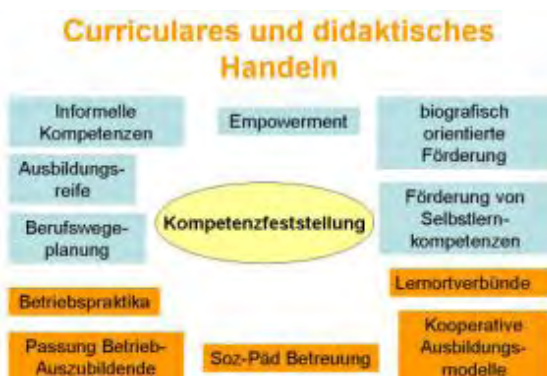 Curriculares und didaktisches
Handeln
Informelle
Kompetenzen
Empowerment
biografisch
orientierte
Förderung
Ausbildungs-
reife
Berufswege-
planung
Kompetenzfeststellung
Förderung von
Selbstlern-
kompetenzen
Betriebspraktika
Lernortverbünde
Passung Betrieb-
Auszubildende
Soz-Päd Betreuung
Kooperative
Ausbildungs-
modelle